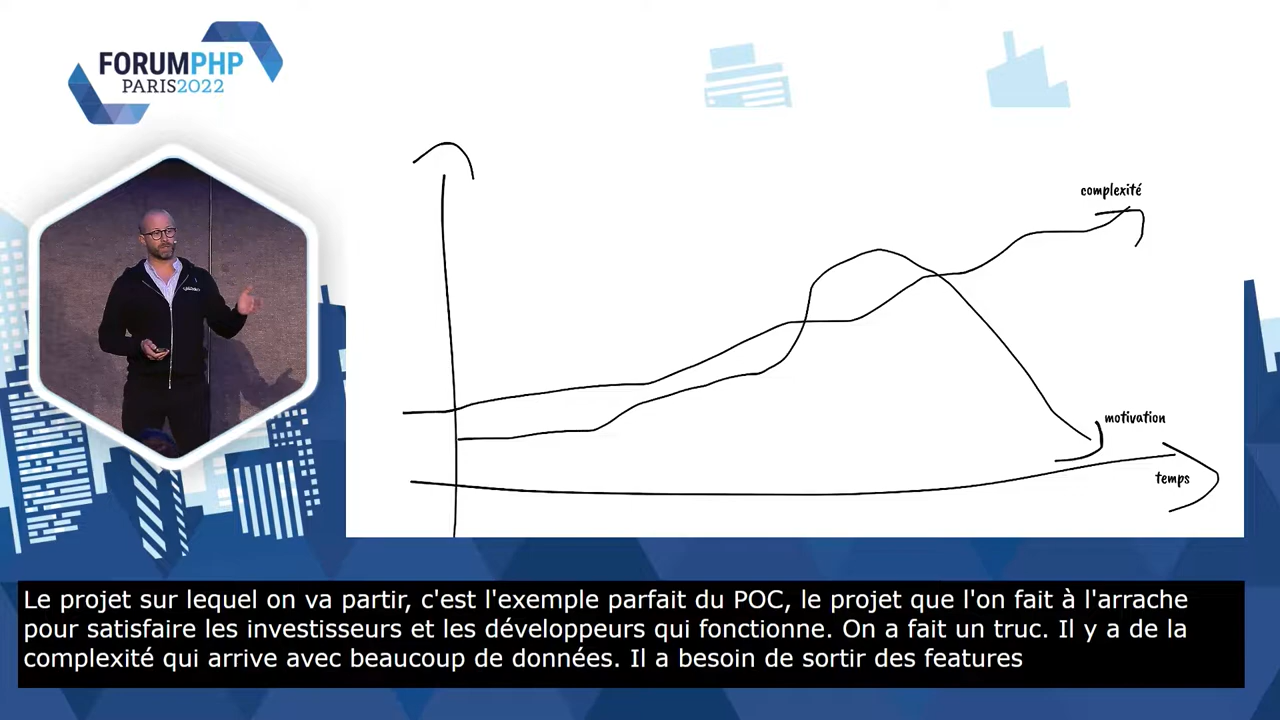 FORUMPHP
PARIS2022
complexité
motivation
temps
Le projet sur lequel on va partir, c'est l'exemple parfait du POC, le projet que l'on fait à l'arrache
pour satisfaire les investisseurs et les développeurs qui fonctionne. On a fait un truc. Il y a de la
complexité qui arrive avec beaucoup de données. Il a besoin de sortir des features